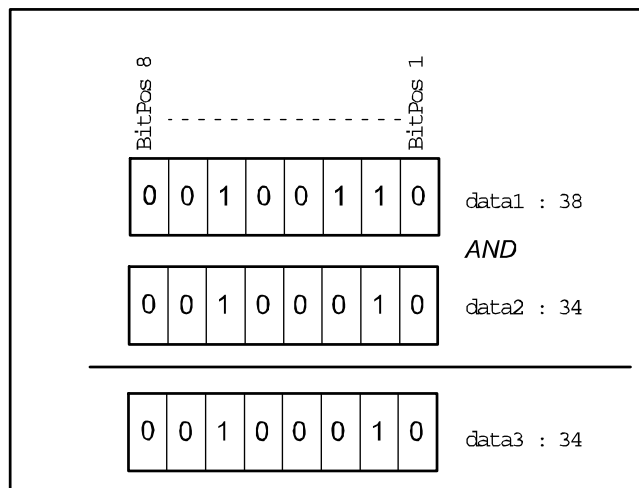 BitPos 8 BitPos 1
0 0 1 0 0 1 1 0 data1 : 38
AND
0 0 1 0 0 0 1 0 data2 : 34
0 0 1 0 0 0 1 0 data3 : 34